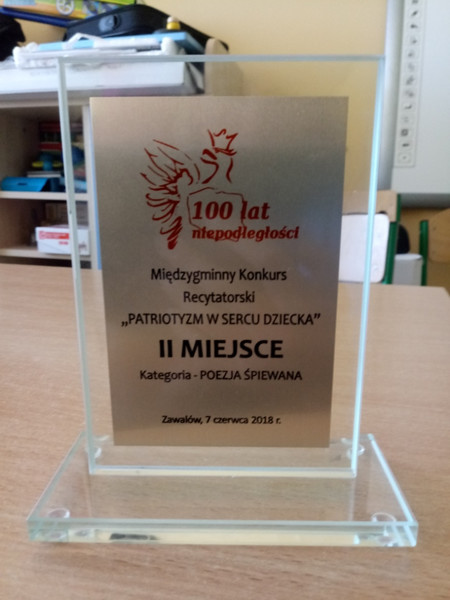 100 lat
niepodległości
Międzygminny Konkurs
Recytatorski
„PATRIOTYZM W SERCU DZIECKA”
II MIEJSCE
Kategoria - POEZJA ŚPIEWANA
Zawalów, 7 czerwca 2018 r.